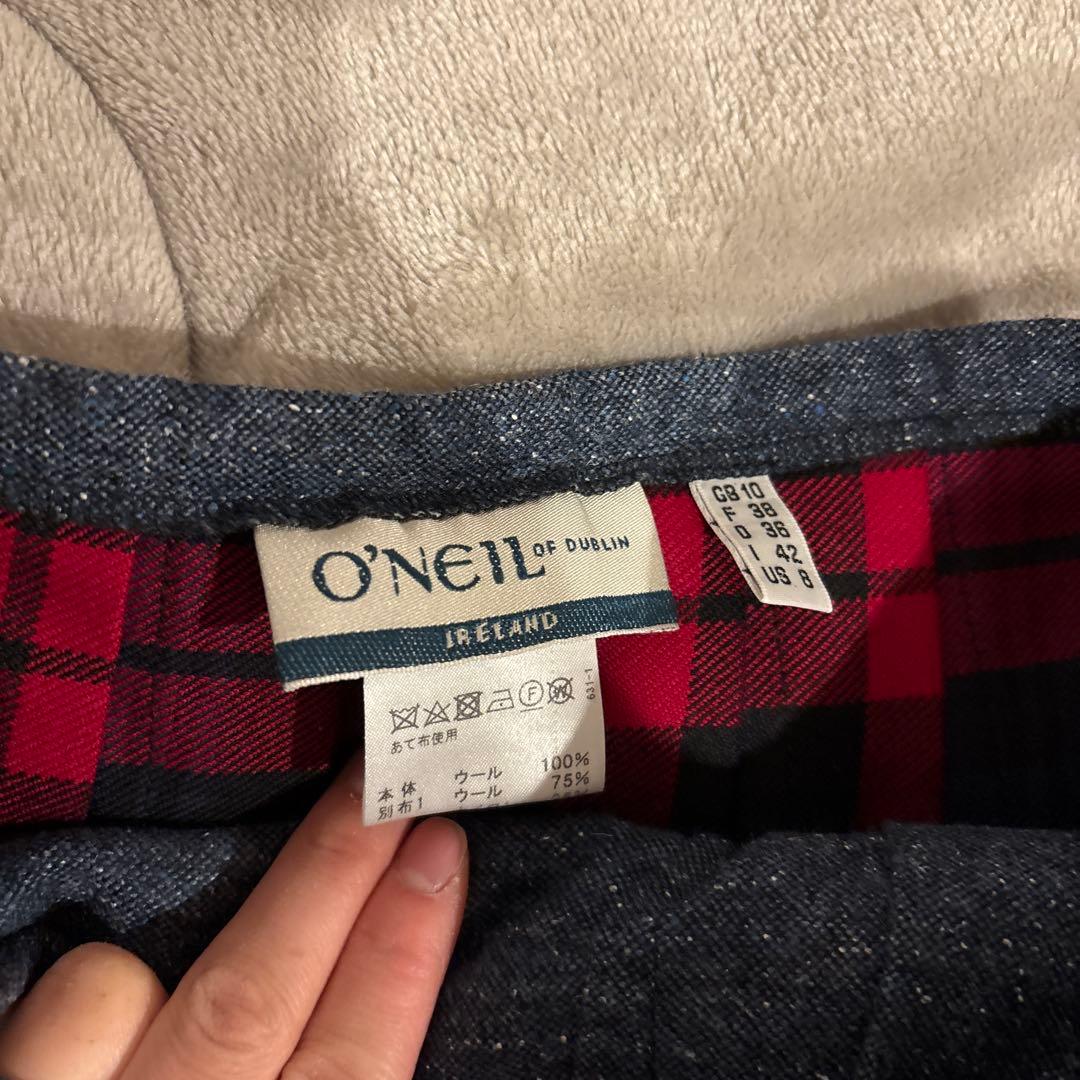 O'NEIL OF DUBLIN
IRELAND
GB 10
F 38
D 36
I 42
US 8
631-1
F W
あて布使用
本体 ウール 100%
別布1 ウール 75%